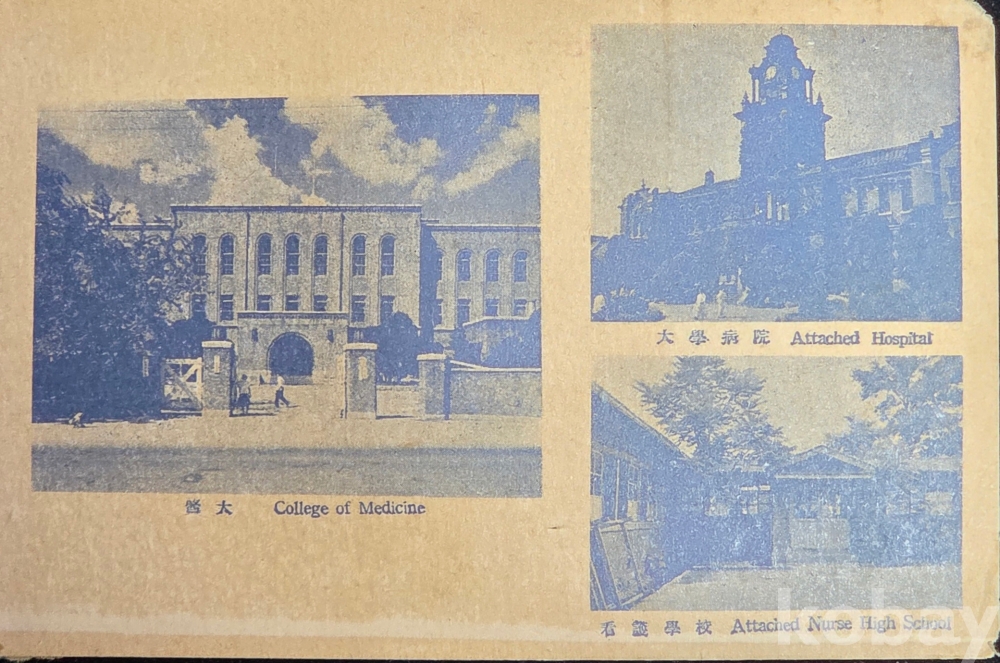 醫大 College of Medicine
大學病院 Attached Hospital
看護學校 Attached Nurse High School
kobay